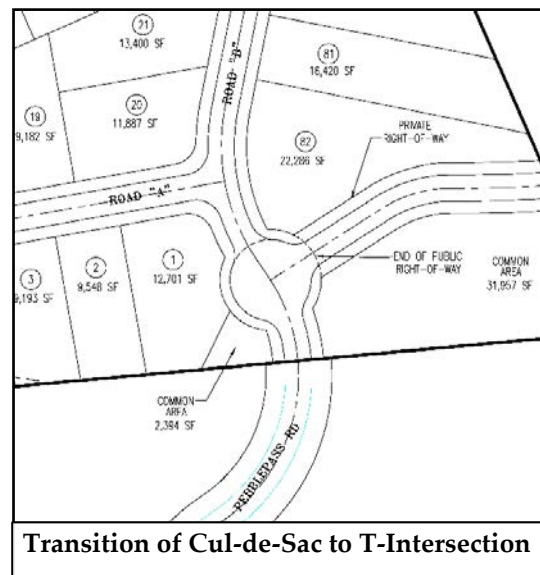 21
13,400 SF
81
16,420 SF
ROAD "D"
20
11,887 SF
19
9,182 SF
82
22,286 SF
PRIVATE
RIGHT-OF-WAY
ROAD "A"
1
12,701 SF
2
9,548 SF
3
9,193 SF
END OF PUBLIC
RIGHT-OF-WAY
COMMON
AREA
31,957 SF
COMMON
AREA
2,394 SF
PEBBLEPASS RD
Transition of Cul-de-Sac to T-Intersection